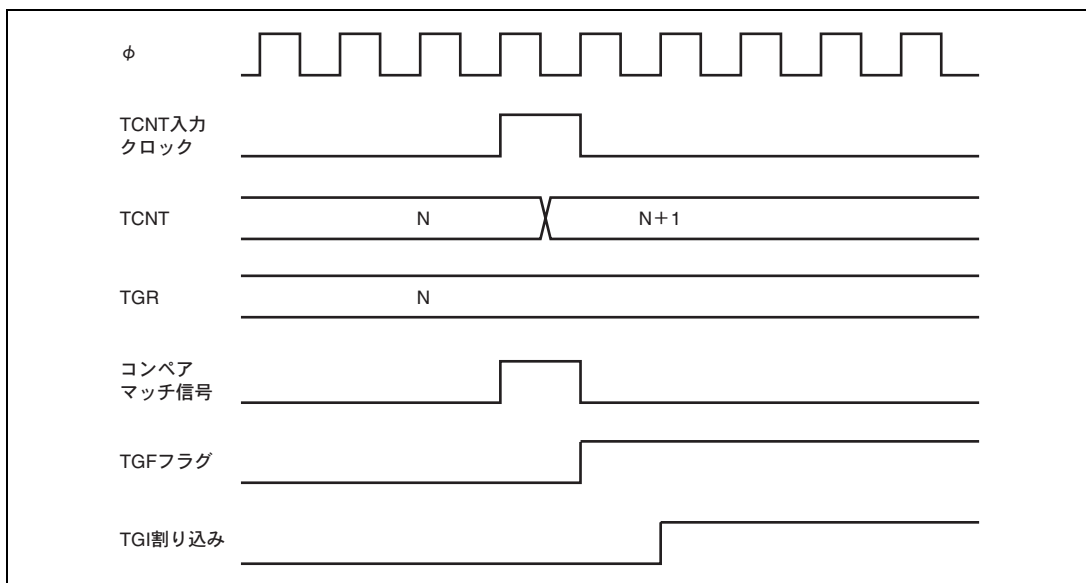 φ
TCNT入力
クロック
TCNT
N
N＋1
TGR
N
コンペア
マッチ信号
TGFフラグ
TGI割り込み